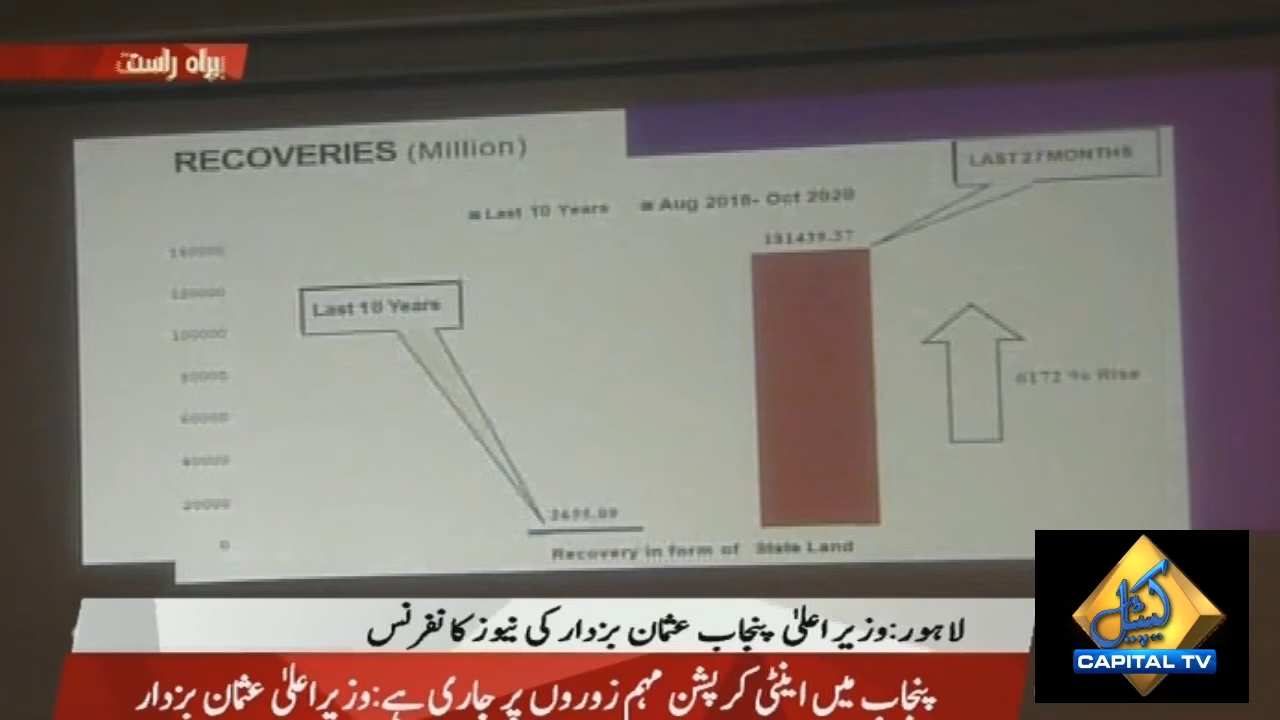 براہ راست
RECOVERIES (Million)
LAST 27 MONTHS
Last 10 Years
Aug 2018- Oct 2020
131439.57
140000
120000
100000
80000
60000
40000
20000
0
Last 10 Years
Rise
Recovery in form of State Land
لاہور:وزیر اعلیٰ پنجاب عثمان بزدار کی نیوز کانفرنس
پنجاب میں اینٹی کرپشن مہم زوروں پر جاری ہے:وزیر اعلیٰ عثمان بزدار
کیپیٹل
CAPITAL TV